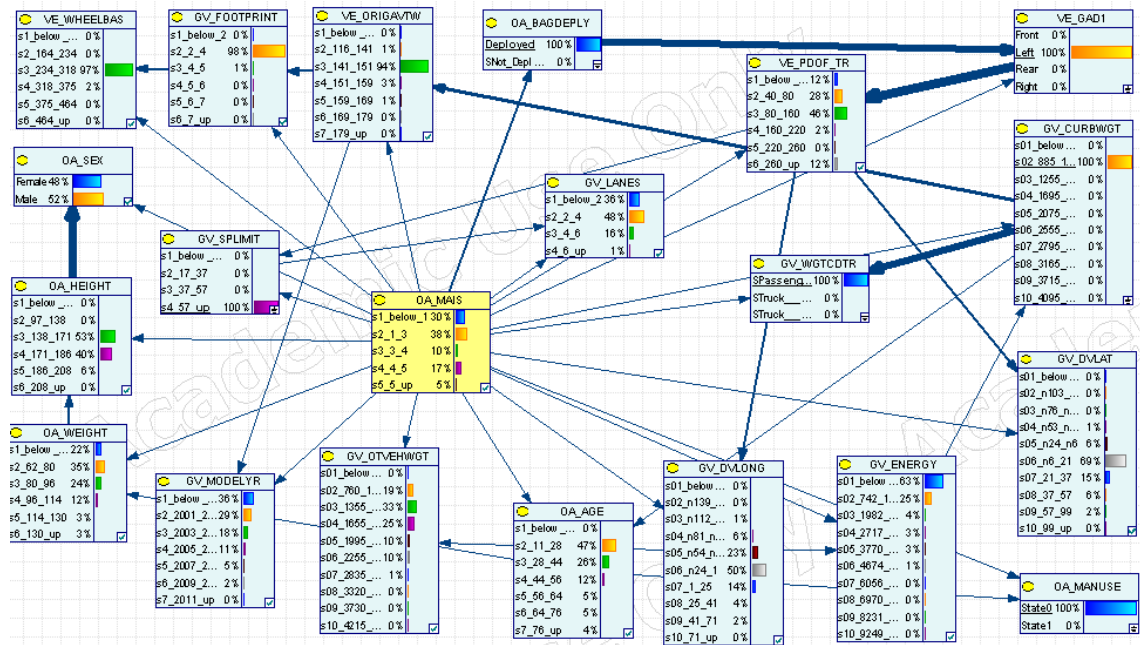 VE_WHEELBAS
s1_below_... 0%
s2_164_234 0%
s3_234_318 97%
s4_318_375 2%
s5_375_464 0%
s6_464_up 0%
GV_FOOTPRINT
s1_below_2 0%
s2_2_4 98%
s3_4_5 1%
s4_5_6 0%
s5_6_7 0%
s6_7_up 0%
VE_ORIGAVTW
s1_below_... 0%
s2_116_141 1%
s3_141_151 94%
s4_151_159 3%
s5_159_169 1%
s6_169_179 0%
s7_179_up 0%
OA_BAGDEPLY
Deployed 100%
SNot_Depl... 0%
VE_PDOF_TR
s1_below_... 12%
s2_40_80 28%
s3_80_160 46%
s4_160_220 2%
s5_220_260 0%
s6_260_up 12%
VE_GAD1
Front 0%
Left 100%
Rear 0%
Right 0%
GV_CURBWGT
s01_below... 0%
s02_885_1... 100%
s03_1255_... 0%
s04_1695_... 0%
s05_2075_... 0%
s06_2555_... 0%
s07_2795_... 0%
s08_3165_... 0%
s09_3715_... 0%
s10_4095_... 0%
OA_SEX
Female 48%
Male 52%
GV_SPLIMIT
s1_below_... 0%
s2_17_37 0%
s3_37_57 0%
s4_57_up 100%
GV_LANES
s1_below_2 36%
s2_2_4 48%
s3_4_6 16%
s4_6_up 1%
GV_WGTCDTR
SPasseng... 100%
STruck___... 0%
STruck___... 0%
OA_HEIGHT
s1_below_... 0%
s2_97_138 0%
s3_138_171 53%
s4_171_186 40%
s5_186_208 6%
s6_208_up 0%
OA_MAIS
s1_below_1 30%
s2_1_3 38%
s3_3_4 10%
s4_4_5 17%
s5_5_up 5%
GV_DVLAT
s01_below... 0%
s02_n103_... 0%
s03_n76_n... 0%
s04_n53_n... 1%
s05_n24_n6 6%
s06_n6_21 69%
s07_21_37 15%
s08_37_57 6%
s09_57_99 2%
s10_99_up 0%
OA_WEIGHT
s1_below_... 22%
s2_62_80 35%
s3_80_96 24%
s4_96_114 12%
s5_114_130 3%
s6_130_up 3%
GV_MODELYR
s1_below_... 36%
s2_2001_2... 29%
s3_2003_2... 18%
s4_2005_2... 11%
s5_2007_2... 5%
s6_2009_2... 2%
s7_2011_up 0%
GV_OTVEHWGT
s01_below... 0%
s02_760_1... 19%
s03_1355_... 33%
s04_1655_... 25%
s05_1995_... 10%
s06_2255_... 10%
s07_2835_... 1%
s08_3320_... 0%
s09_3730_... 0%
s10_4215_... 0%
OA_AGE
s1_below_... 0%
s2_11_28 47%
s3_28_44 26%
s4_44_56 12%
s5_56_64 5%
s6_64_76 5%
s7_76_up 4%
GV_DVLONG
s01_below... 0%
s02_n139_... 0%
s03_n112_... 1%
s04_n81_n... 6%
s05_n54_n... 23%
s06_n24_1 50%
s07_1_25 14%
s08_25_41 4%
s09_41_71 2%
s10_71_up 0%
GV_ENERGY
s01_below... 63%
s02_742_1... 25%
s03_1982_... 4%
s04_2717_... 3%
s05_3770_... 3%
s06_4674_... 1%
s07_6056_... 0%
s08_6970_... 0%
s09_8231_... 0%
s10_9249_... 0%
OA_MANUSE
State0 100%
State1 0%
Academic Use Only